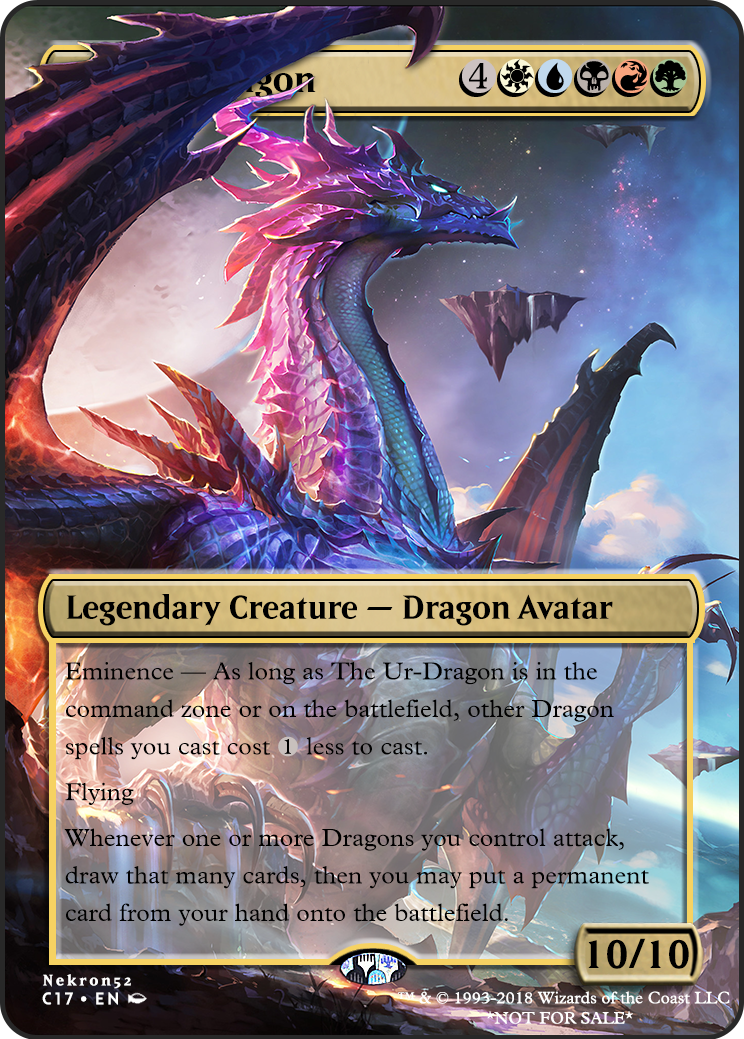 4
Legendary Creature — Dragon Avatar
Eminence — As long as The Ur-Dragon is in the
command zone or on the battlefield, other Dragon
spells you cast cost 1 less to cast.
Flying
Whenever one or more Dragons you control attack,
draw that many cards, then you may put a permanent
card from your hand onto the battlefield.
10/10
Nekron52
C17 • EN
™ & © 1993-2018 Wizards of the Coast LLC
*NOT FOR SALE*